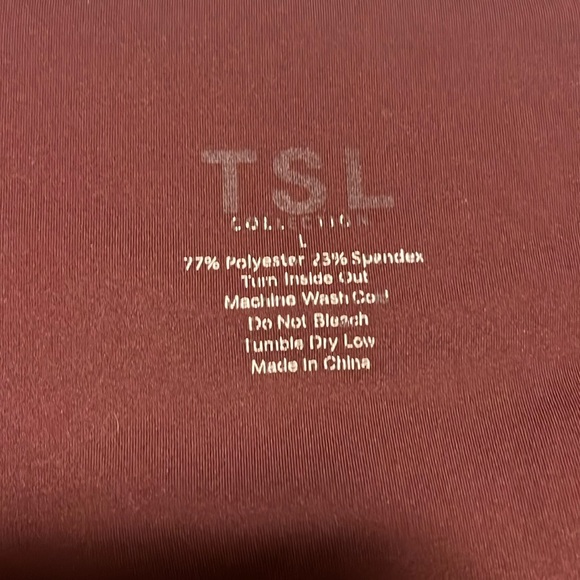 TSL
COLLECTION
L
77% Polyester 23% Spandex
Turn Inside Out
Machine Wash Cold
Do Not Bleach
Tumble Dry Low
Made In China